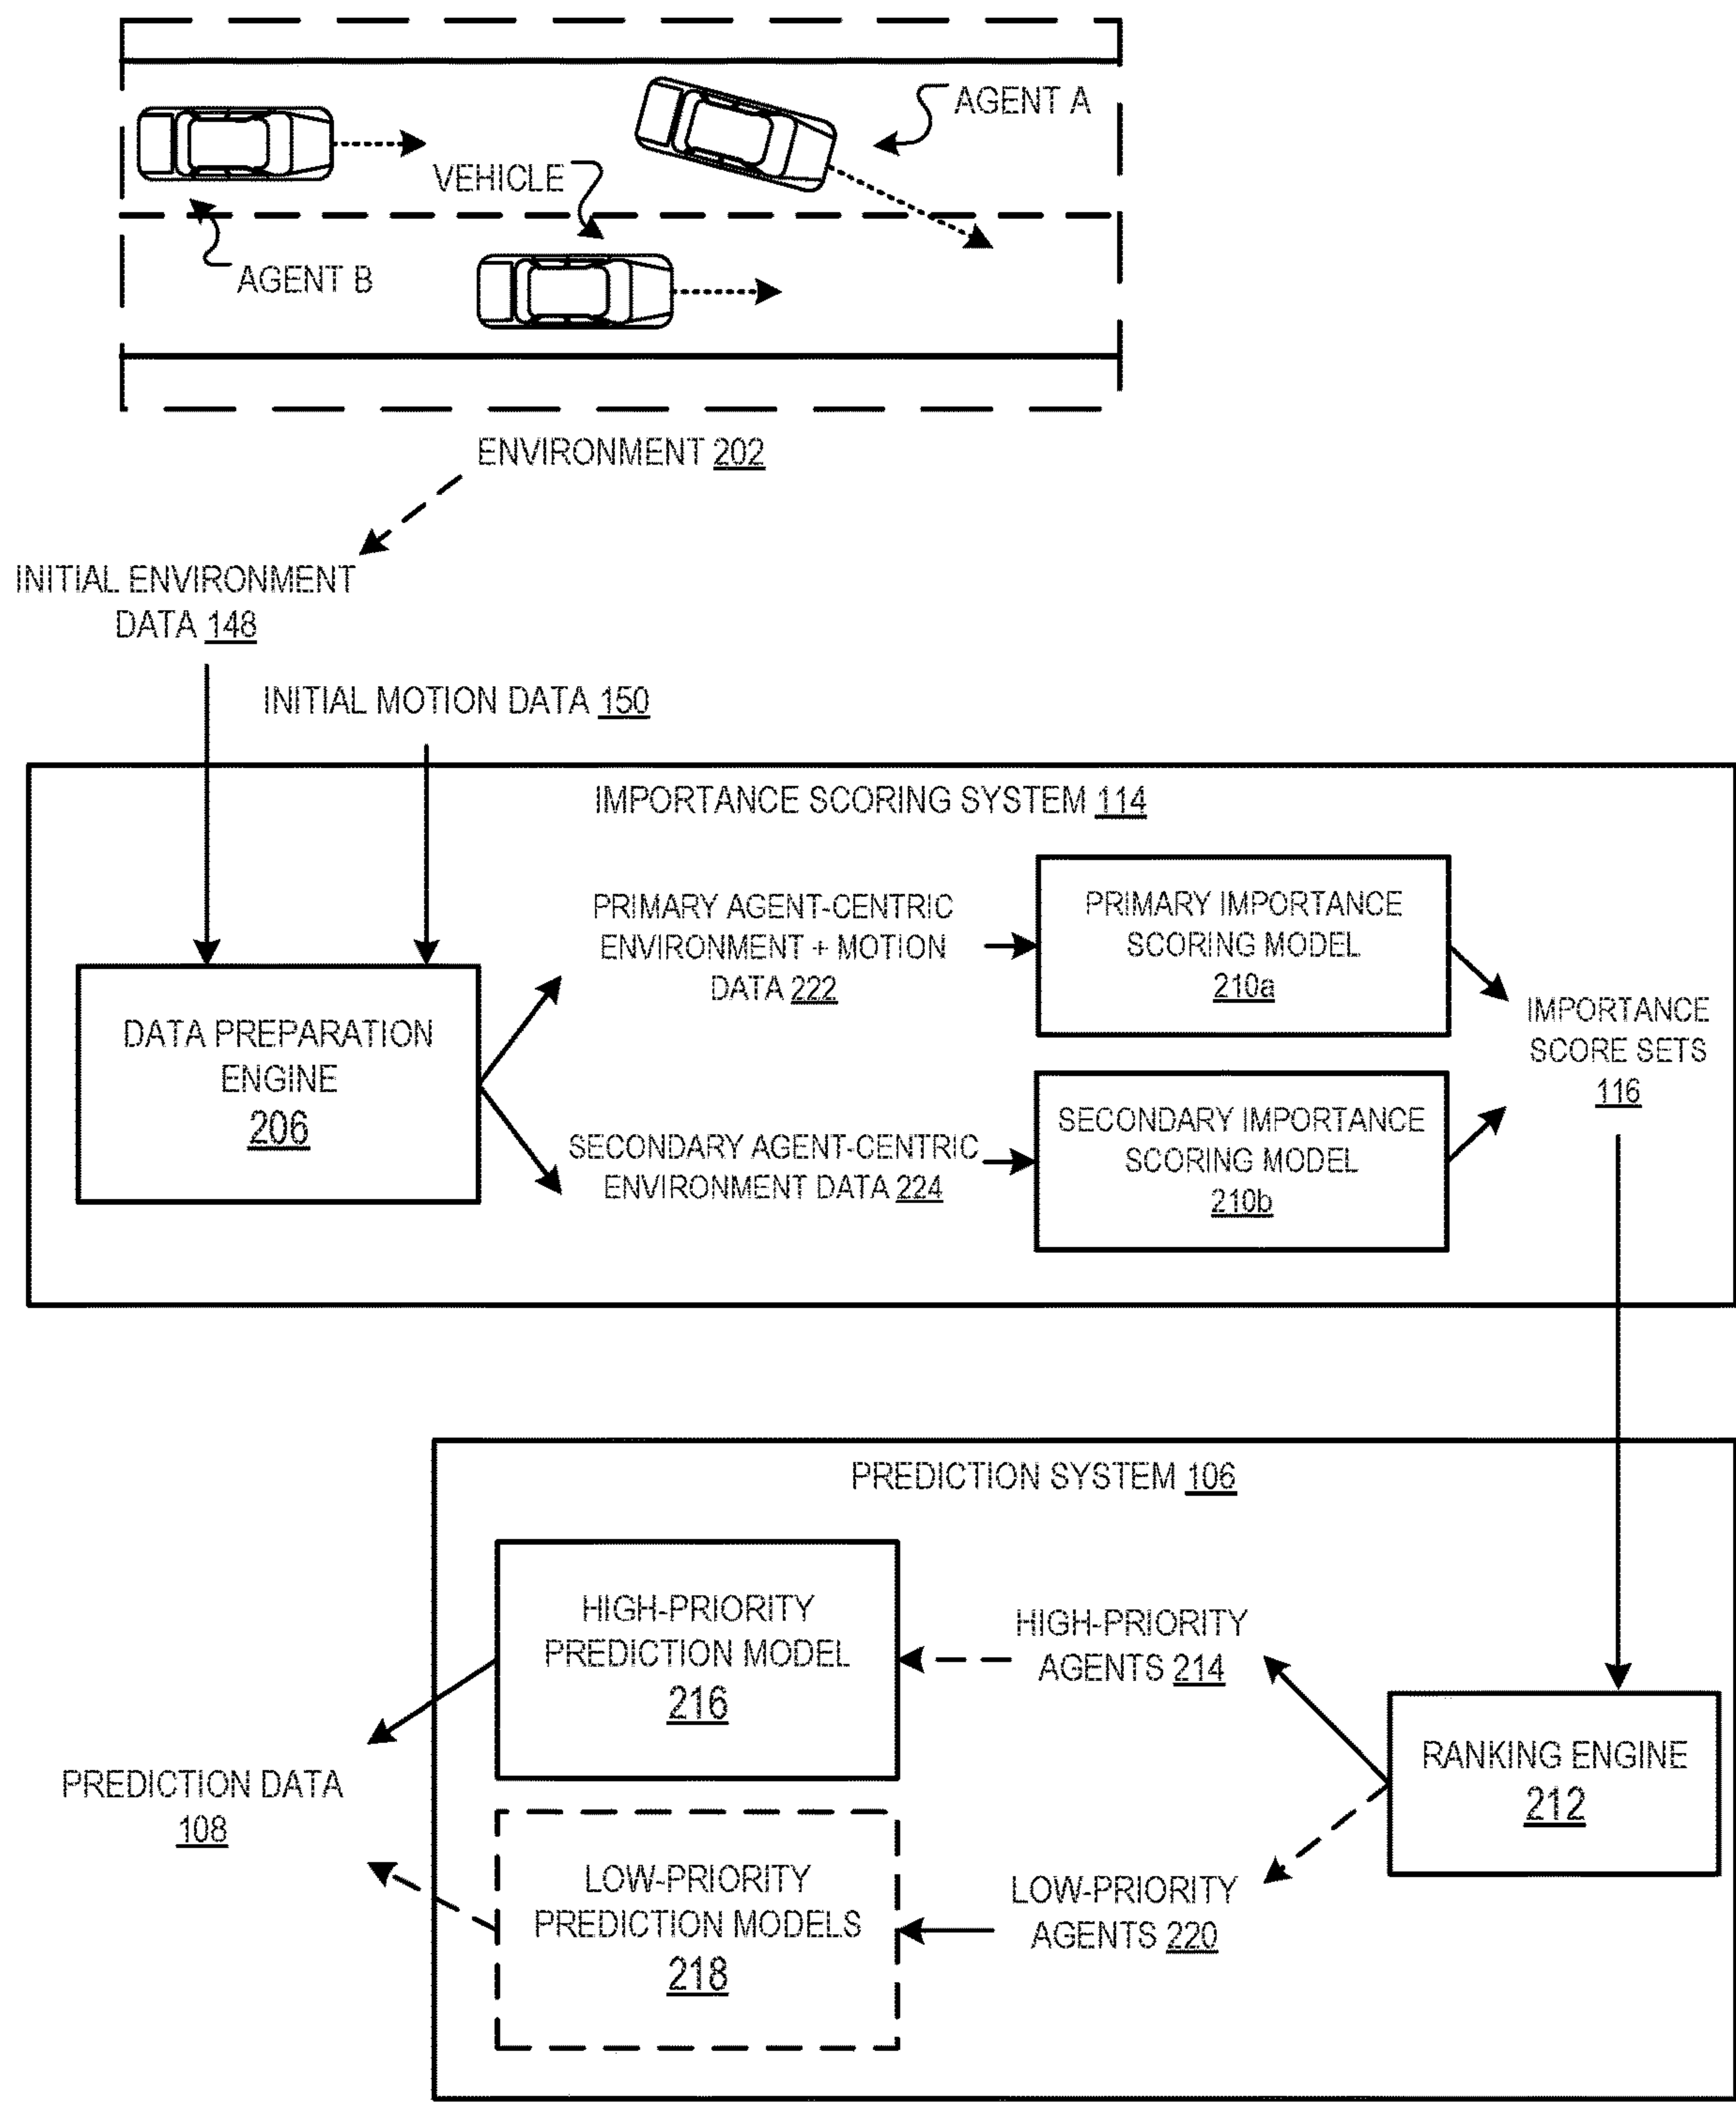 AGENT A
VEHICLE
AGENT B
ENVIRONMENT 202
INITIAL ENVIRONMENT
DATA 148
INITIAL MOTION DATA 150
IMPORTANCE SCORING SYSTEM 114
DATA PREPARATION
ENGINE
206
PRIMARY AGENT-CENTRIC
ENVIRONMENT + MOTION
DATA 222
PRIMARY IMPORTANCE
SCORING MODEL
210a
SECONDARY AGENT-CENTRIC
ENVIRONMENT DATA 224
SECONDARY IMPORTANCE
SCORING MODEL
210b
IMPORTANCE
SCORE SETS
116
PREDICTION SYSTEM 106
HIGH-PRIORITY
PREDICTION MODEL
216
HIGH-PRIORITY
AGENTS 214
RANKING ENGINE
212
PREDICTION DATA
108
LOW-PRIORITY
PREDICTION MODELS
218
LOW-PRIORITY
AGENTS 220